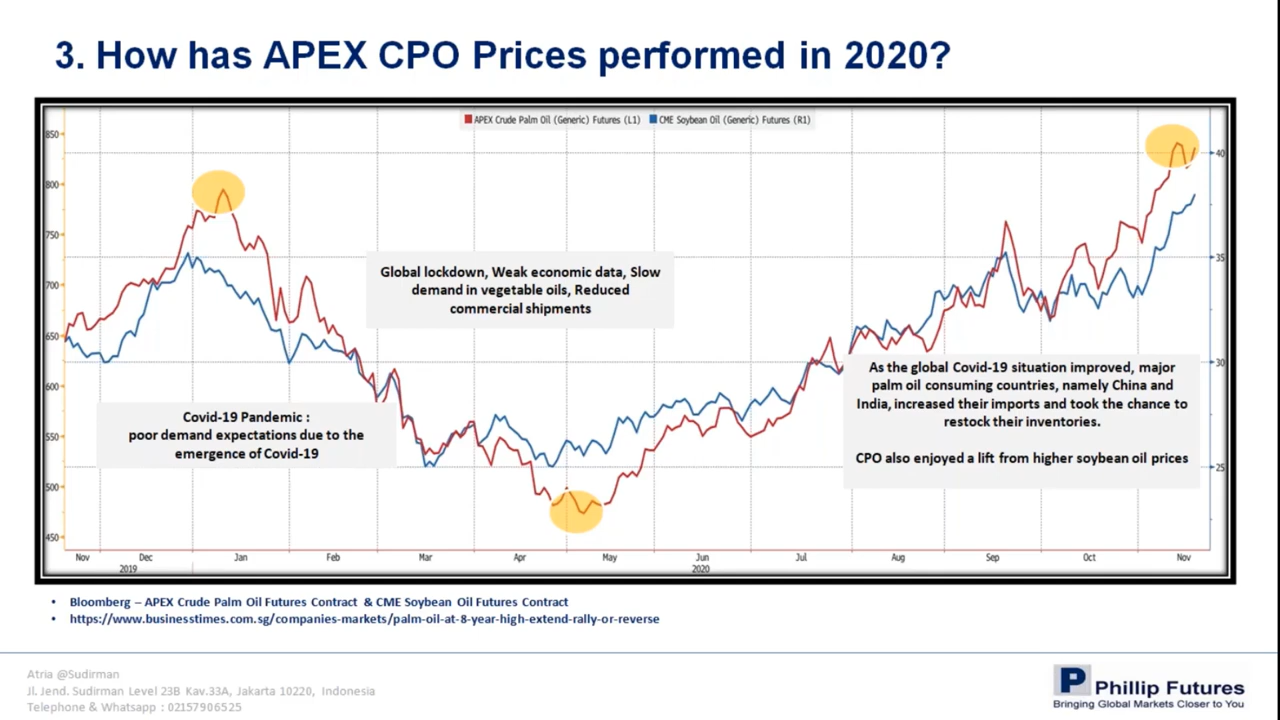 3. How has APEX CPO Prices performed in 2020?
APEX Crude Palm Oil (Generic) Futures (L1) CME Soybean Oil (Generic) Futures (R1)
850
800
750
700
650
600
550
500
450
40
35
30
25
Global lockdown, Weak economic data, Slow
demand in vegetable oils, Reduced
commercial shipments
Covid-19 Pandemic :
poor demand expectations due to the
emergence of Covid-19
As the global Covid-19 situation improved, major
palm oil consuming countries, namely China and
India, increased their imports and took the chance to
restock their inventories.
CPO also enjoyed a lift from higher soybean oil prices
Nov Dec Jan Feb Mar Apr May Jun Jul Aug Sep Oct Nov
2019 2020
• Bloomberg – APEX Crude Palm Oil Futures Contract & CME Soybean Oil Futures Contract
• https://www.businesstimes.com.sg/companies-markets/palm-oil-at-8-year-high-extend-rally-or-reverse
Atria @Sudirman
Jl. Jend. Sudirman Level 23B Kav.33A, Jakarta 10220, Indonesia
Telephone & Whatsapp : 02157906525
P Phillip Futures
Bringing Global Markets Closer to You